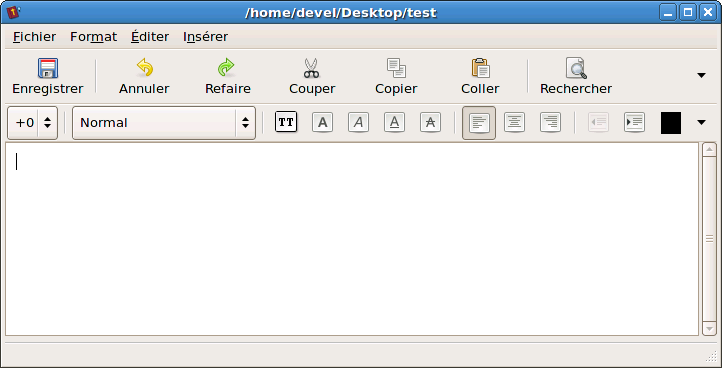 /home/devel/Desktop/test
Fichier Format Éditer Insérer
Enregistrer Annuler Refaire Couper Copier Coller Rechercher
+0 Normal TT A A A A